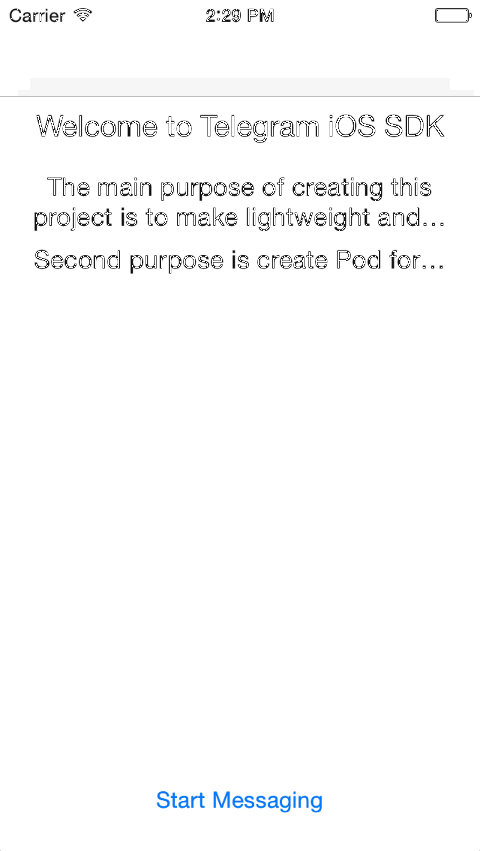 Carrier 2:29 PM
Welcome to Telegram iOS SDK
The main purpose of creating this
project is to make lightweight and...
Second purpose is create Pod for...
Start Messaging